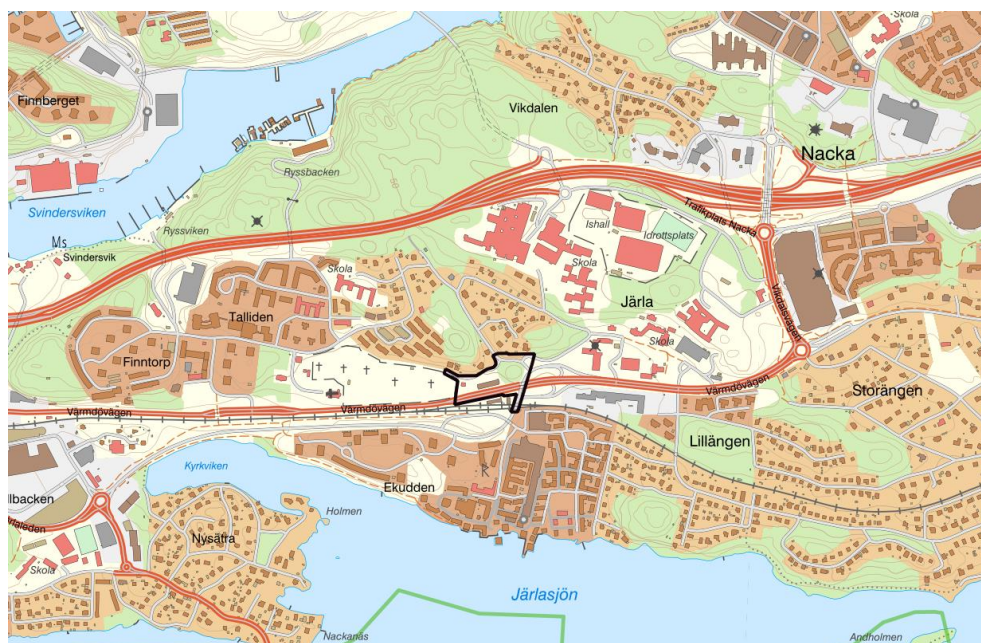 Skola
Finnberget
Vikdalen
Nacka
Ryssbacken
Svindersviken
Trafikplats Nacka
Ishall
Idrottsplats
Ryssviken
Ms
Svindersvik
Skola
Skola
Järla
Vikdalsvägen
Talliden
Skola
Finntorp
Storängen
Värmdövägen
Värmdövägen
Värmdövägen
Lillängen
Kyrkviken
Ekudden
Holmen
Nysätra
Skola
Järlasjön
Nackanäs
Andholmen